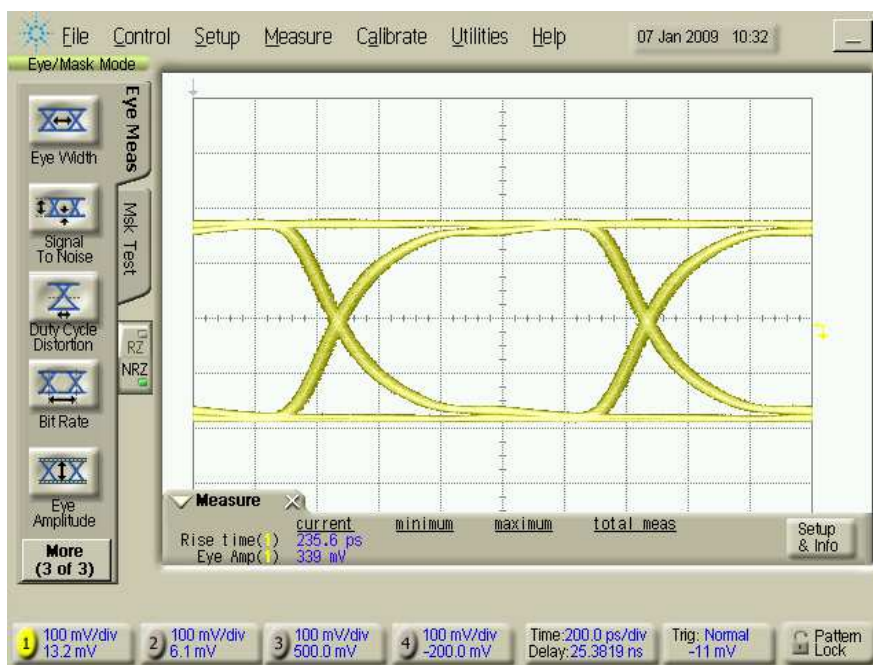 File Control Setup Measure Calibrate Utilities Help 07 Jan 2009 10:32
Eye/Mask Mode
Eye Meas
Msk Test
Eye Width
Signal
To Noise
Duty Cycle
Distortion
RZ
NRZ
Bit Rate
Eye
Amplitude
More
(3 of 3)
Measure
current minimum maximum total meas
Rise time(1) 235.6 ps
Eye Amp(1) 339 mV
Setup
& Info
1 100 mV/div
13.2 mV
2 100 mV/div
6.1 mV
3 100 mV/div
500.0 mV
4 100 mV/div
-200.0 mV
Time:200.0 ps/div
Delay:25.3819 ns
Trig: Normal
-11 mV
Pattern
Lock